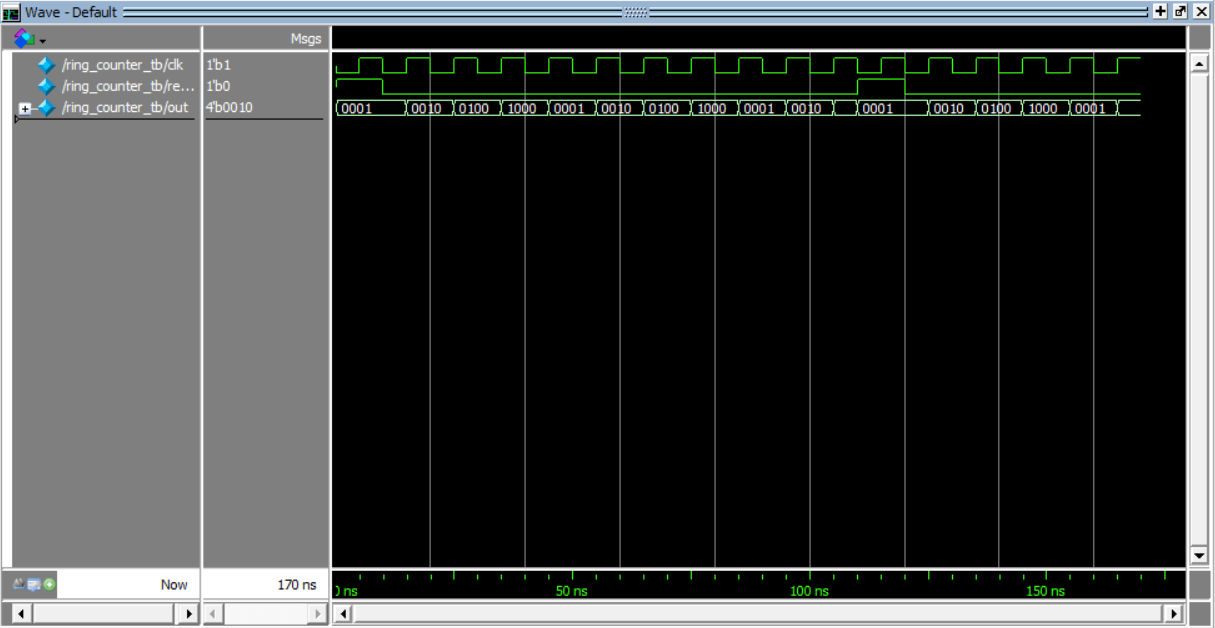 Wave - Default
Msgs
/ring_counter_tb/clk 1'b1
/ring_counter_tb/re... 1'b0
/ring_counter_tb/out 4'b0010 0001 0010 0100 1000 0001 0010 0100 1000 0001 0010 0001 0010 0100 1000 0001
Now 170 ns
0 ns 50 ns 100 ns 150 ns